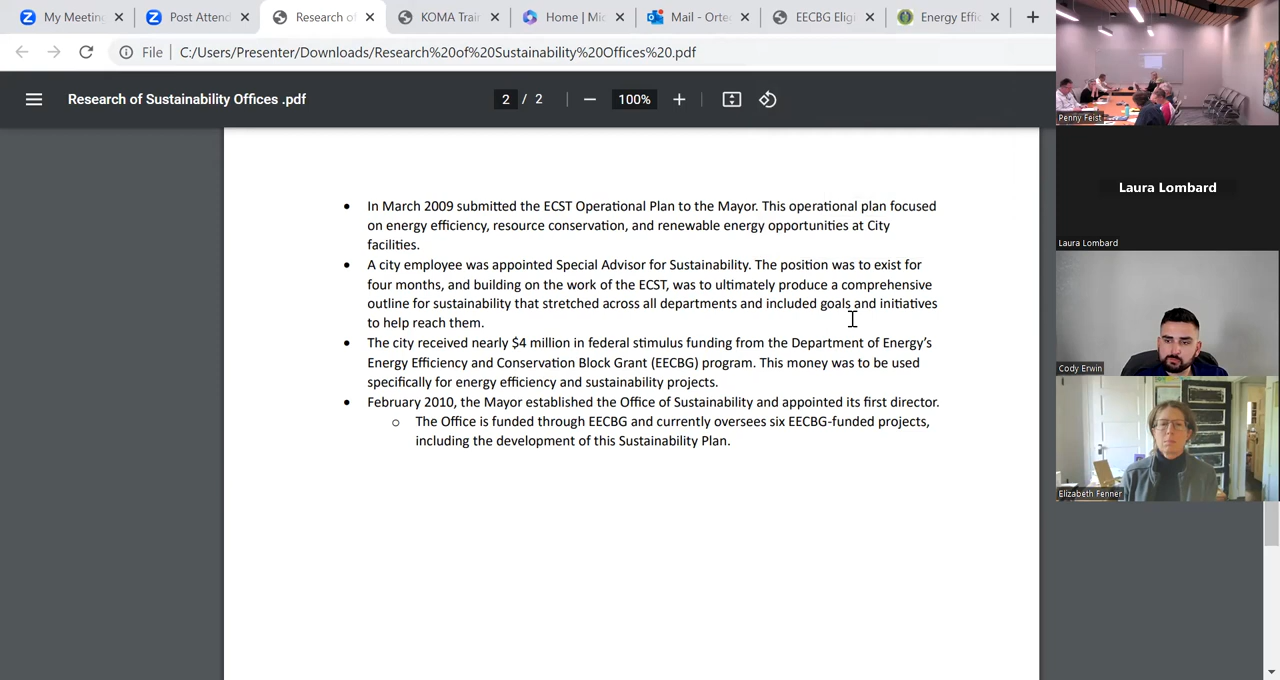 My Meeting
Post Attend
Research of
KOMA Trai
Home | Mic
Mail - Orte
EECBG Elig
Energy Effic
File
C:/Users/Presenter/Downloads/Research%20of%20Sustainability%20Offices%20.pdf
Research of Sustainability Offices .pdf
2 / 2
100%
• In March 2009 submitted the ECST Operational Plan to the Mayor. This operational plan focused
on energy efficiency, resource conservation, and renewable energy opportunities at City
facilities.
• A city employee was appointed Special Advisor for Sustainability. The position was to exist for
four months, and building on the work of the ECST, was to ultimately produce a comprehensive
outline for sustainability that stretched across all departments and included goals and initiatives
to help reach them.
• The city received nearly $4 million in federal stimulus funding from the Department of Energy's
Energy Efficiency and Conservation Block Grant (EECBG) program. This money was to be used
specifically for energy efficiency and sustainability projects.
• February 2010, the Mayor established the Office of Sustainability and appointed its first director.
o The Office is funded through EECBG and currently oversees six EECBG-funded projects,
including the development of this Sustainability Plan.
Penny Feist
Laura Lombard
Laura Lombard
Cody Erwin
Elizabeth Fenner